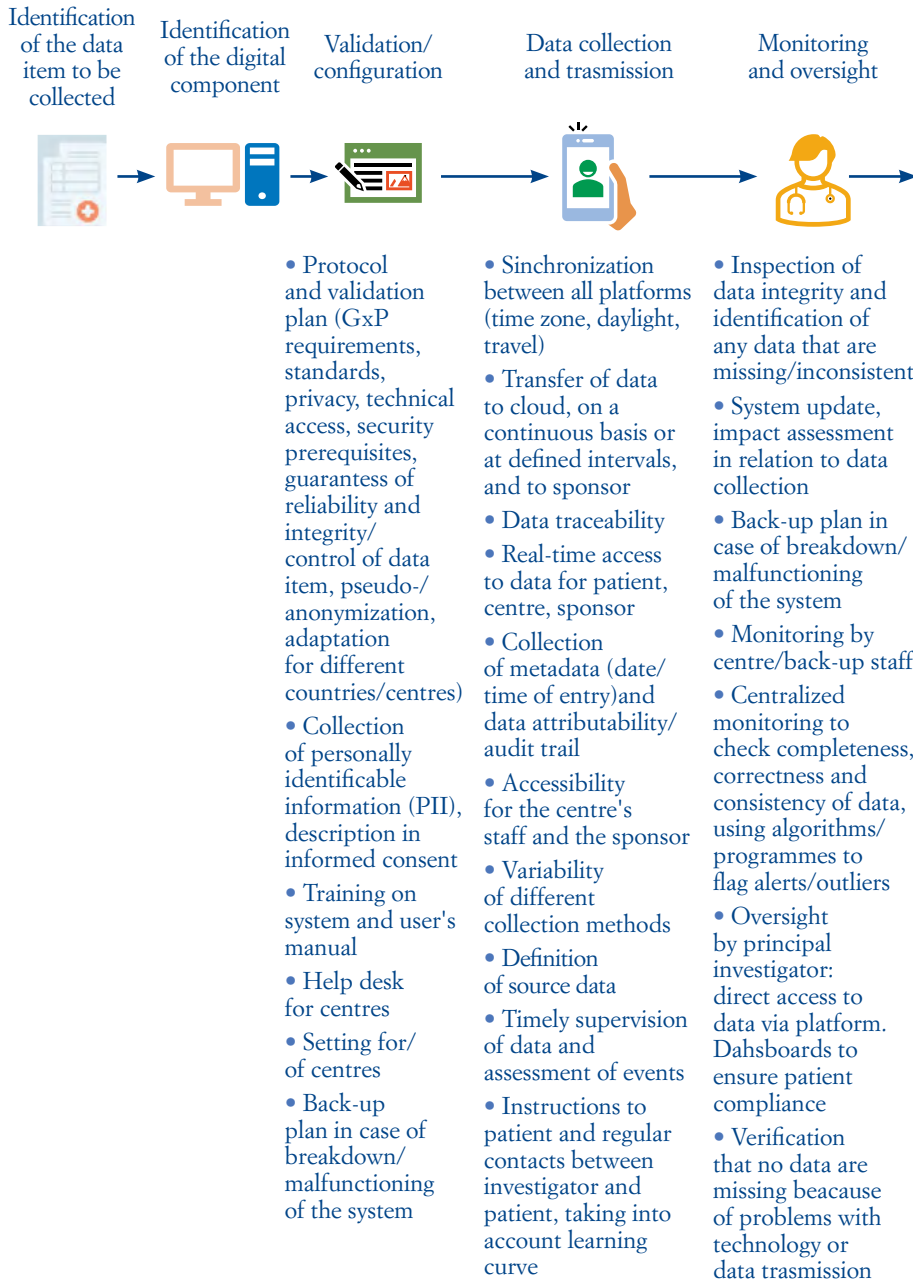 Identification
of the data
item to be
collected
Identification
of the digital
component
Validation/
configuration
Data collection
and trasmission
Monitoring
and oversight
• Protocol
and validation
plan (GxP
requirements,
standards,
privacy, technical
access, security
prerequisites,
guarantess of
reliability and
integrity/
control of data
item, pseudo-/
anonymization,
adaptation
for different
countries/centres)
• Collection
of personally
identificable
information (PII),
description in
informed consent
• Training on
system and user's
manual
• Help desk
for centres
• Setting for/
of centres
• Back-up
plan in case of
breakdown/
malfunctioning
of the system
• Sinchronization
between all platforms
(time zone, daylight,
travel)
• Transfer of data
to cloud, on a
continuous basis or
at defined intervals,
and to sponsor
• Data traceability
• Real-time access
to data for patient,
centre, sponsor
• Collection
of metadata (date/
time of entry)and
data attributability/
audit trail
• Accessibility
for the centre's
staff and the sponsor
• Variability
of different
collection methods
• Definition
of source data
• Timely supervision
of data and
assessment of events
• Instructions to
patient and regular
contacts between
investigator and
patient, taking into
account learning
curve
• Inspection of
data integrity and
identification of
any data that are
missing/inconsistent
• System update,
impact assessment
in relation to data
collection
• Back-up plan in
case of breakdown/
malfunctioning
of the system
• Monitoring by
centre/back-up staff
• Centralized
monitoring to
check completeness,
correctness and
consistency of data,
using algorithms/
programmes to
flag alerts/outliers
• Oversight
by principal
investigator:
direct access to
data via platform.
Dahsboards to
ensure patient
compliance
• Verification
that no data are
missing beacause
of problems with
technology or
data trasmission